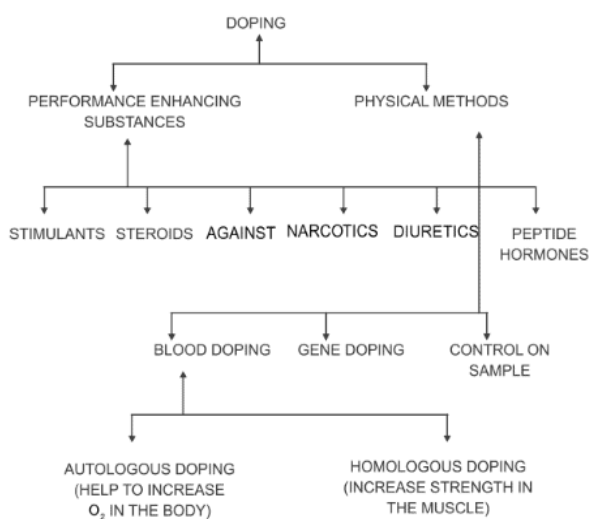 DOPING
PERFORMANCE ENHANCING
SUBSTANCES
PHYSICAL METHODS
STIMULANTS
STEROIDS
AGAINST
NARCOTICS
DIURETICS
PEPTIDE
HORMONES
BLOOD DOPING
GENE DOPING
CONTROL ON
SAMPLE
AUTOLOGOUS DOPING
(HELP TO INCREASE
O₂ IN THE BODY)
HOMOLOGOUS DOPING
(INCREASE STRENGTH IN
THE MUSCLE)